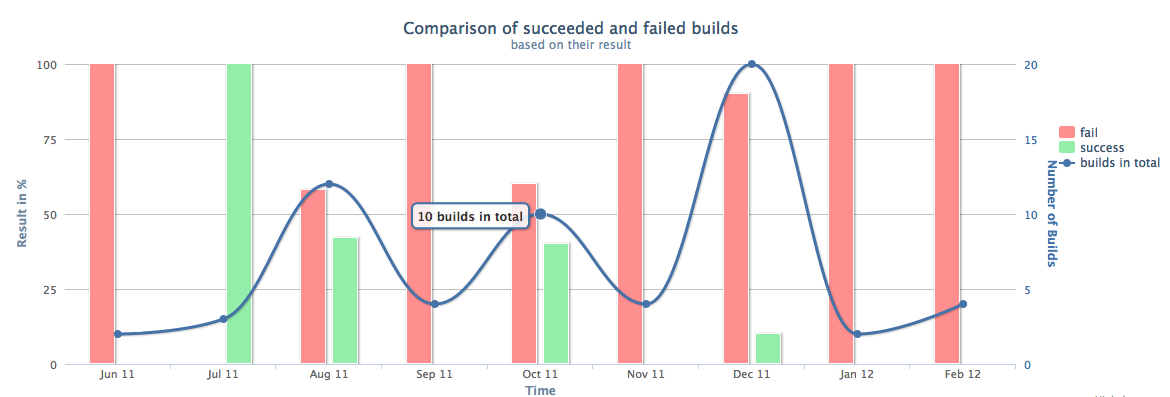 Comparison of succeeded and failed builds
based on their result
100
75
50
25
0
Result in %
20
15
10
5
0
Number of Builds
fail
success
builds in total
10 builds in total
Jun 11
Jul 11
Aug 11
Sep 11
Oct 11
Nov 11
Dec 11
Jan 12
Feb 12
Time